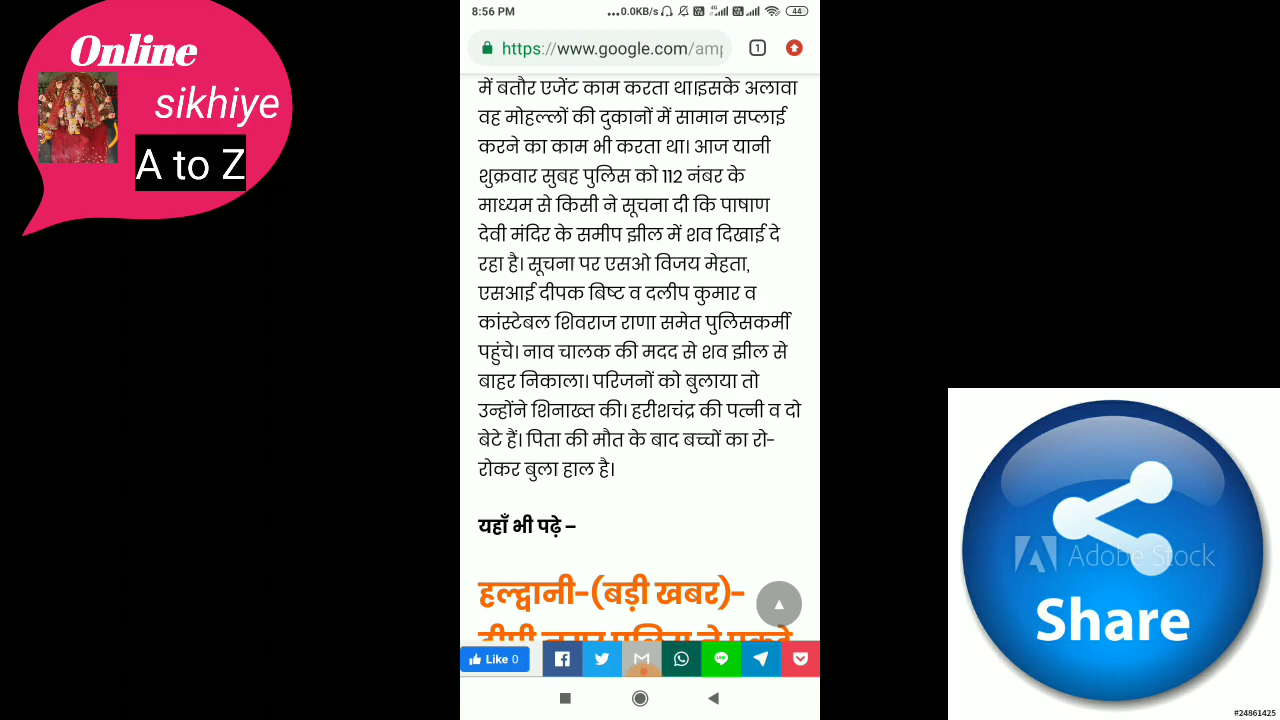 Online
sikhiye
A to Z
8:56 PM
...0.0KB/s
4G
44
https://www.google.com/amp
1
में बतौर एजेंट काम करता था।इसके अलावा
वह मोहल्लों की दुकानों में सामान सप्लाई
करने का काम भी करता था। आज यानी
शुक्रवार सुबह पुलिस को 112 नंबर के
माध्यम से किसी ने सूचना दी कि पाषाण
देवी मंदिर के समीप झील में शव दिखाई दे
रहा है। सूचना पर एसओ विजय मेहता,
एसआई दीपक बिष्ट व दलीप कुमार व
कांस्टेबल शिवराज राणा समेत पुलिसकर्मी
पहुंचे। नाव चालक की मदद से शव झील से
बाहर निकाला। परिजनों को बुलाया तो
उन्होंने शिनाख्त की। हरीशचंद्र की पत्नी व दो
बेटे हैं। पिता की मौत के बाद बच्चों का रो-
रोकर बुला हाल है।
यहाँ भी पढ़े –
हल्द्वानी-(बड़ी खबर)-
Like 0
Adobe Stock
Share
#24861425